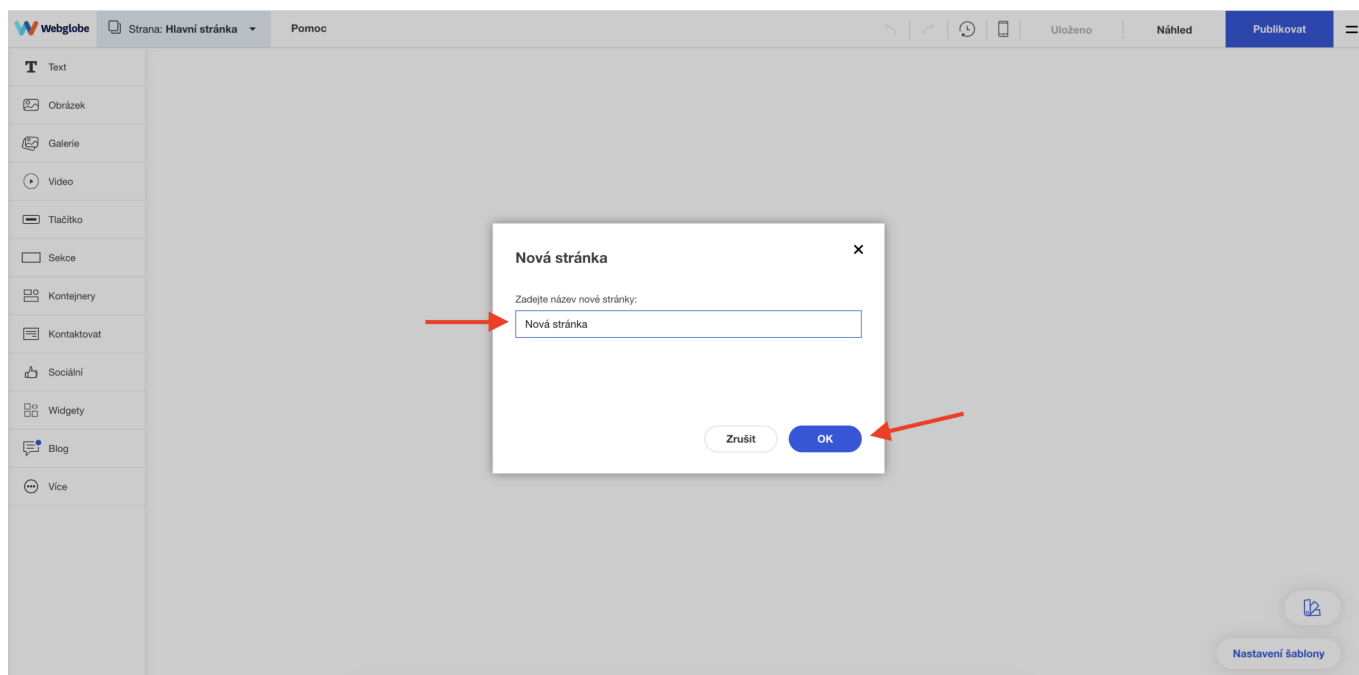 Webglobe
Strana: Hlavní stránka
Pomoc
Uloženo
Náhled
Publikovat
Text
Obrázek
Galerie
Video
Tlačítko
Sekce
Kontejnery
Kontaktovat
Sociální
Widgety
Blog
Více
Nová stránka
Zadejte název nové stránky:
Nová stránka
Zrušit
OK
Nastavení šablony